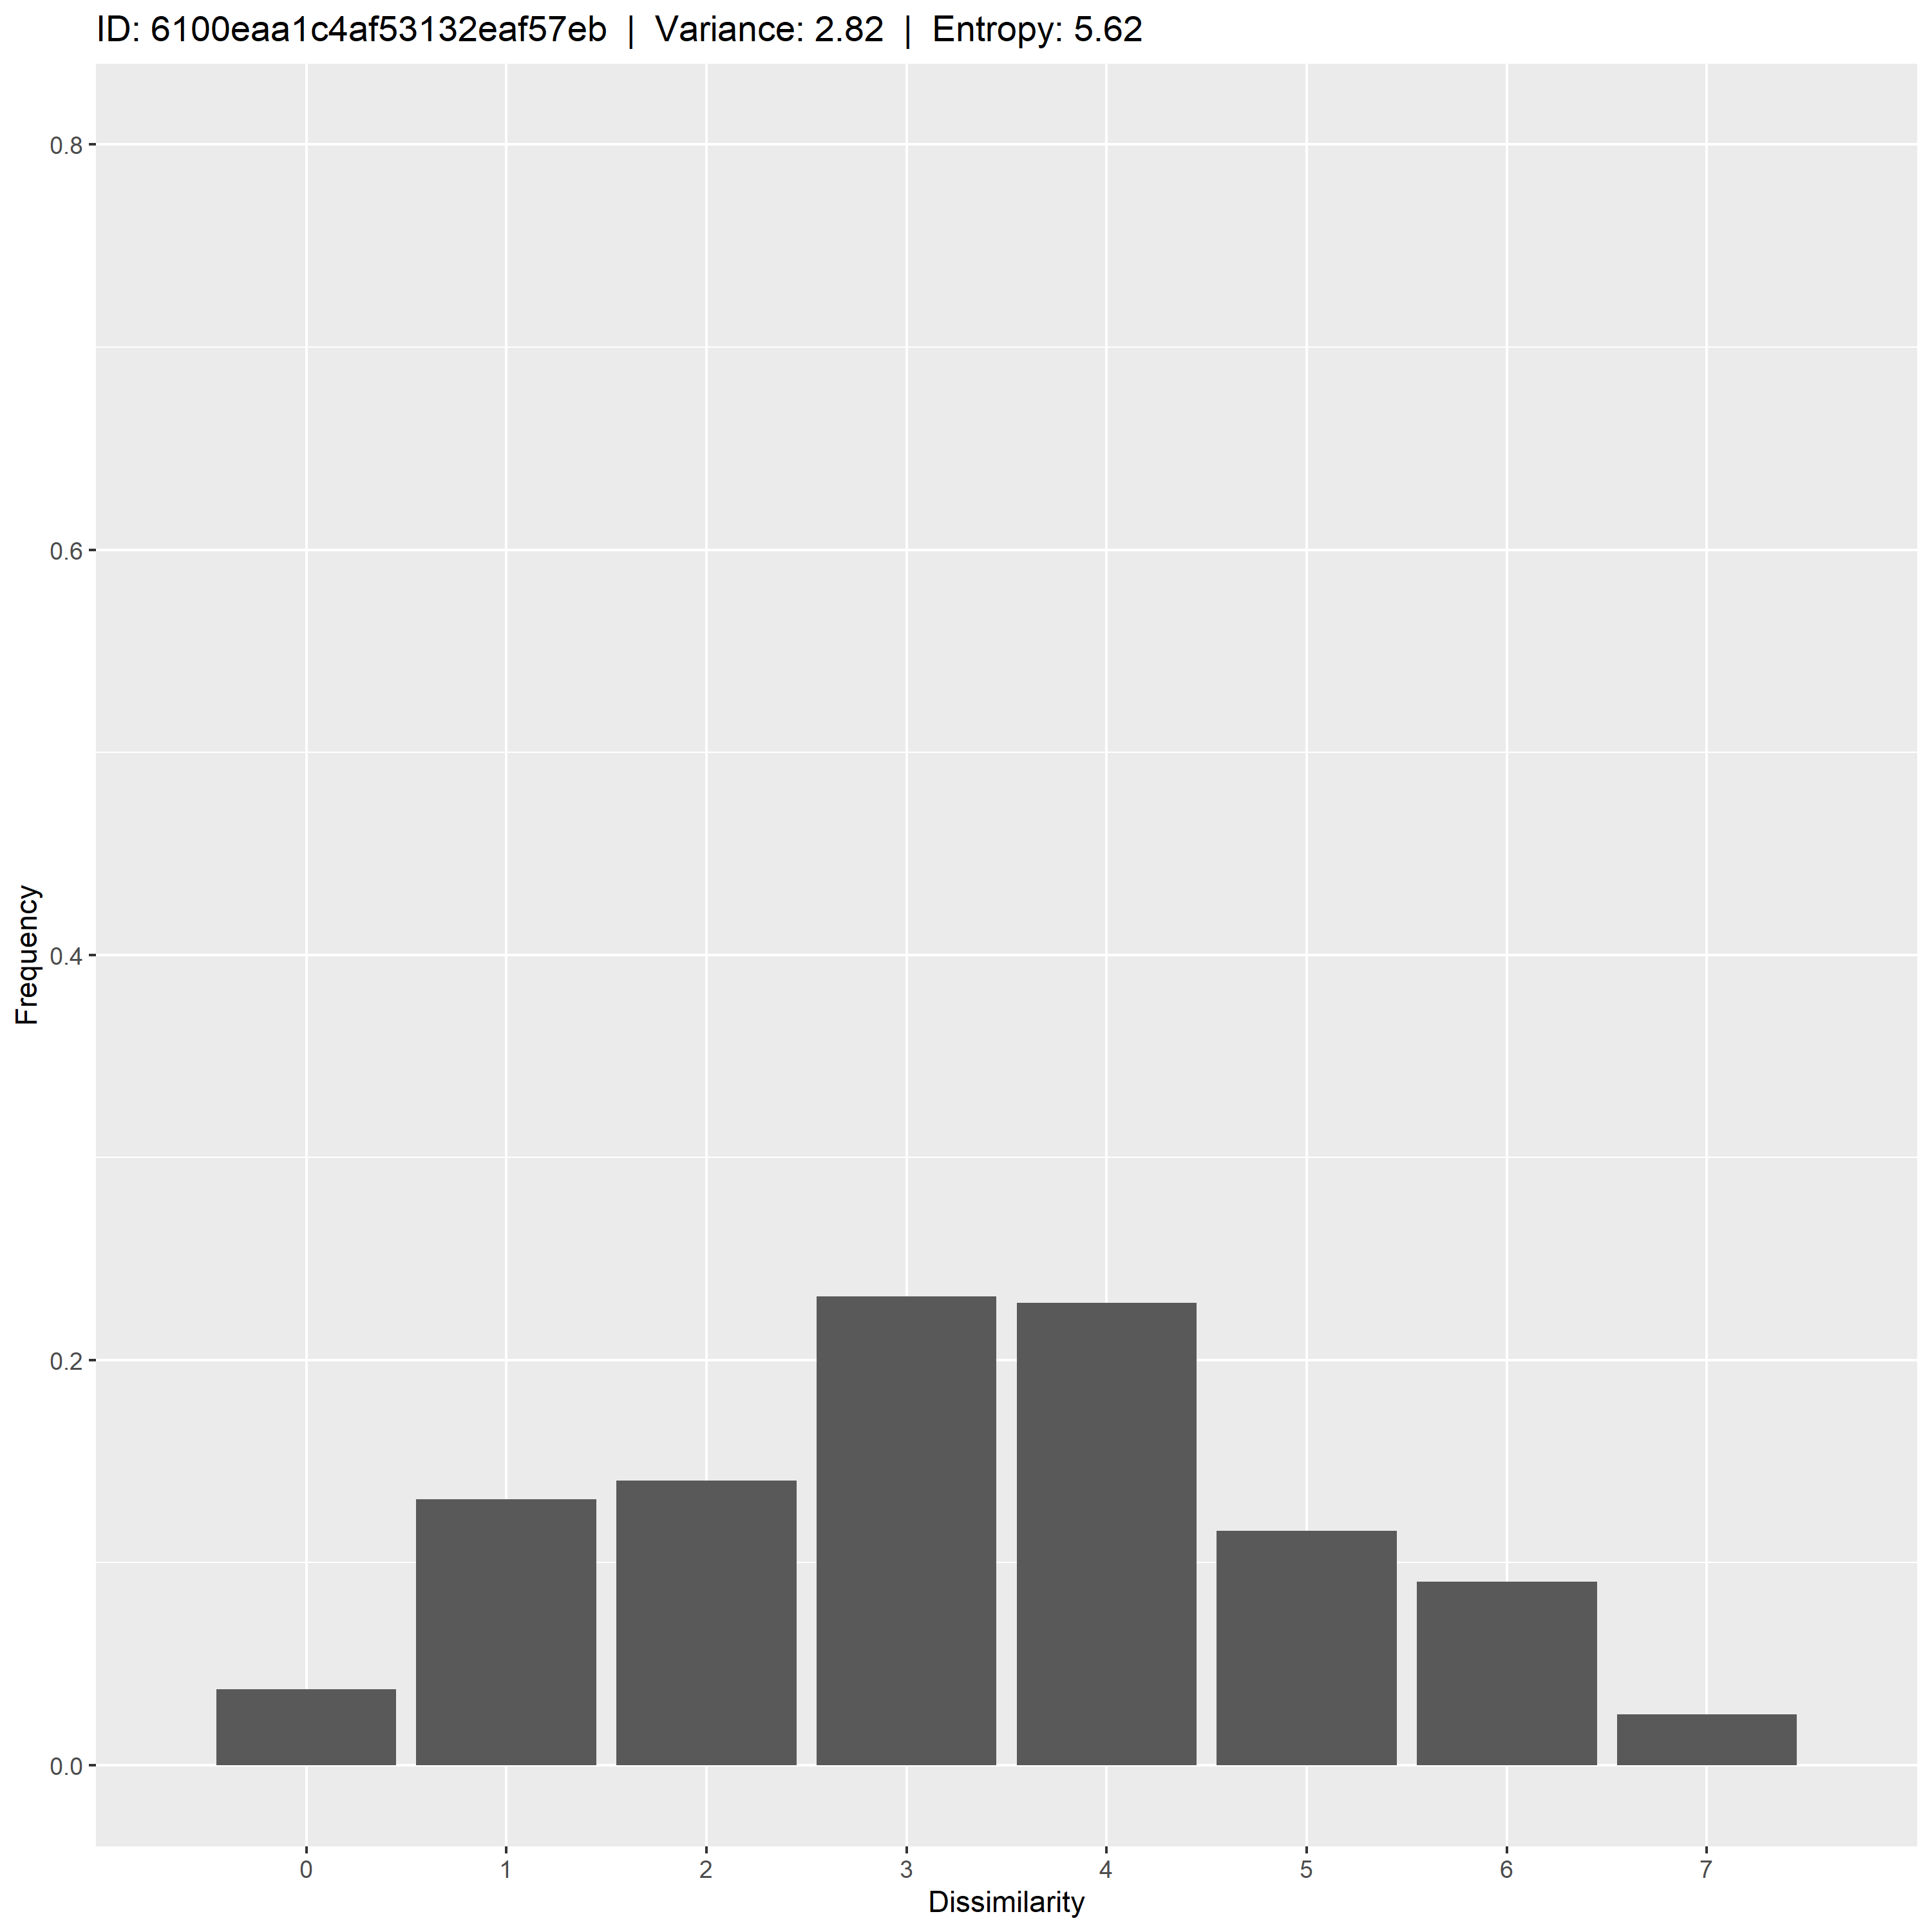 ID: 6100eaa1c4af53132eaf57eb | Variance: 2.82 | Entropy: 5.62
0.8
0.6
0.4
0.2
0.0
Frequency
0 1 2 3 4 5 6 7
Dissimilarity